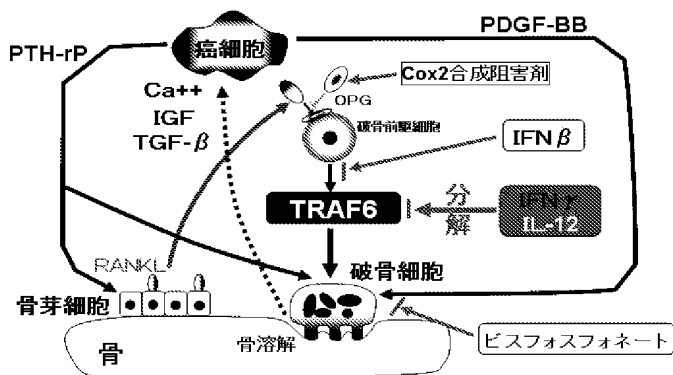 PDGF-BB
PTH-rP
癌細胞
Ca++
IGF
TGF-β
OPG
Cox2合成阻害剤
破骨前駆細胞
IFNβ
TRAF6
分解
IFNγ
IL-12
RANKL
骨芽細胞
破骨細胞
骨
骨溶解
ビスフォスフォネート